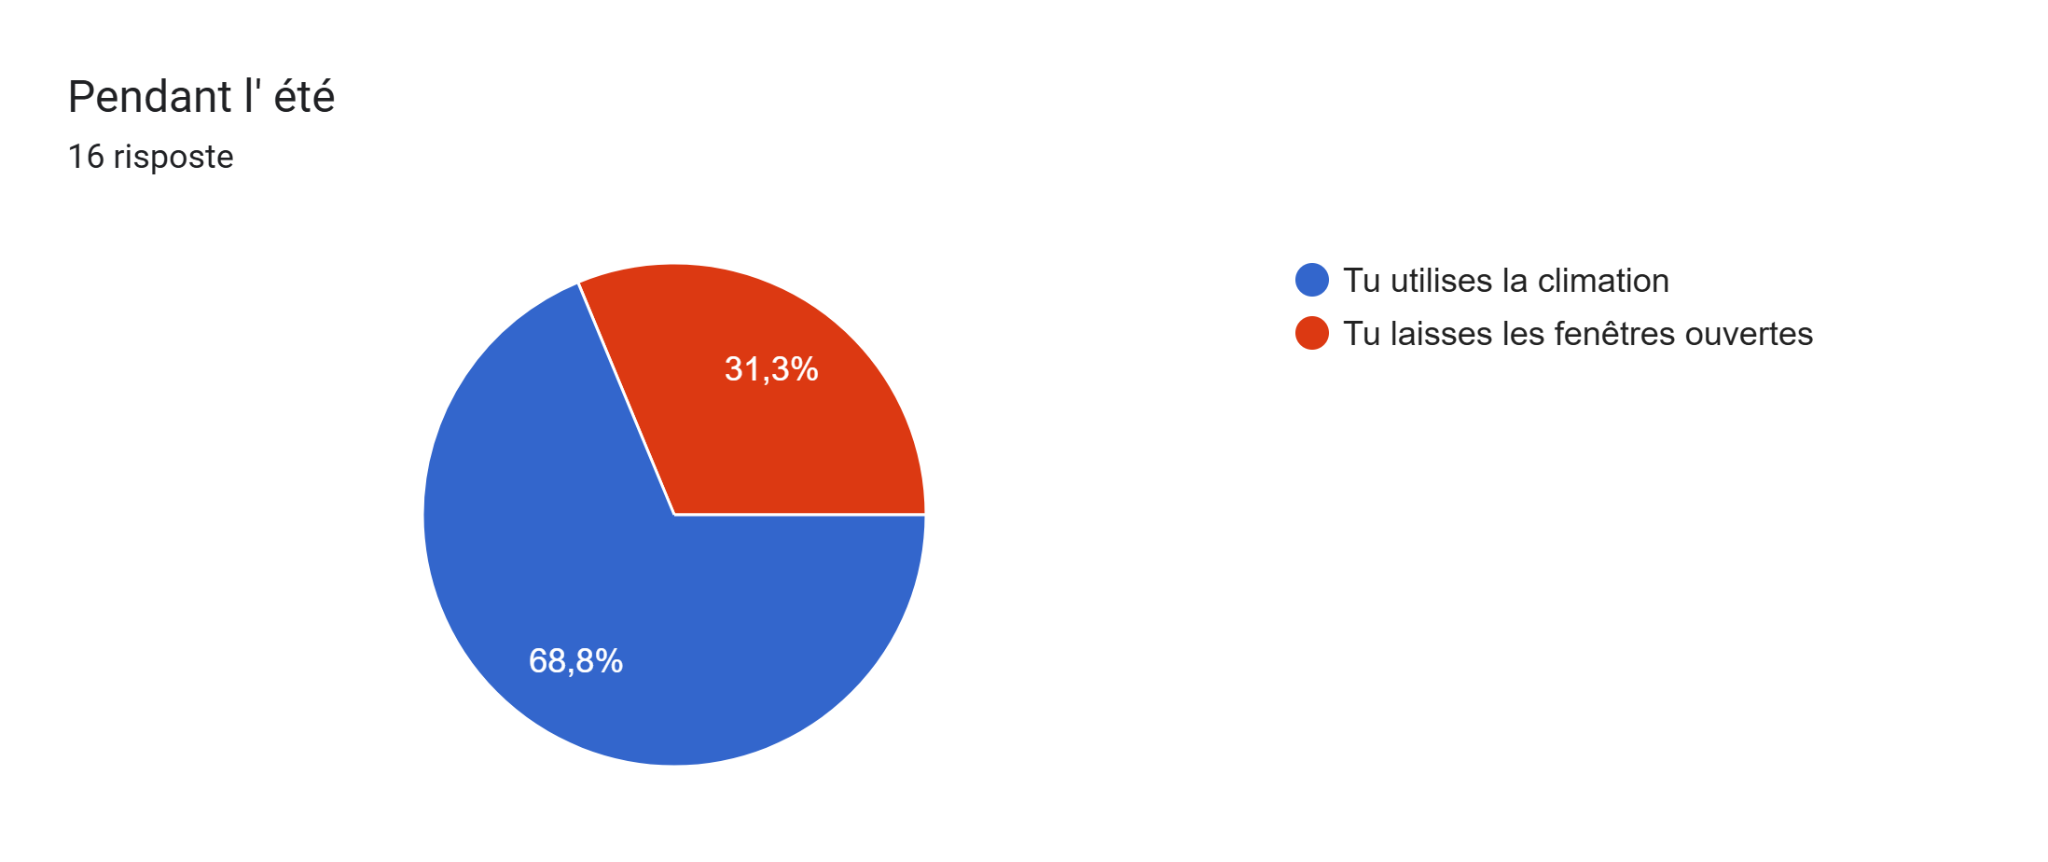 Pendant l' été
16 risposte
Tu utilises la climation
Tu laisses les fenêtres ouvertes
31,3%
68,8%